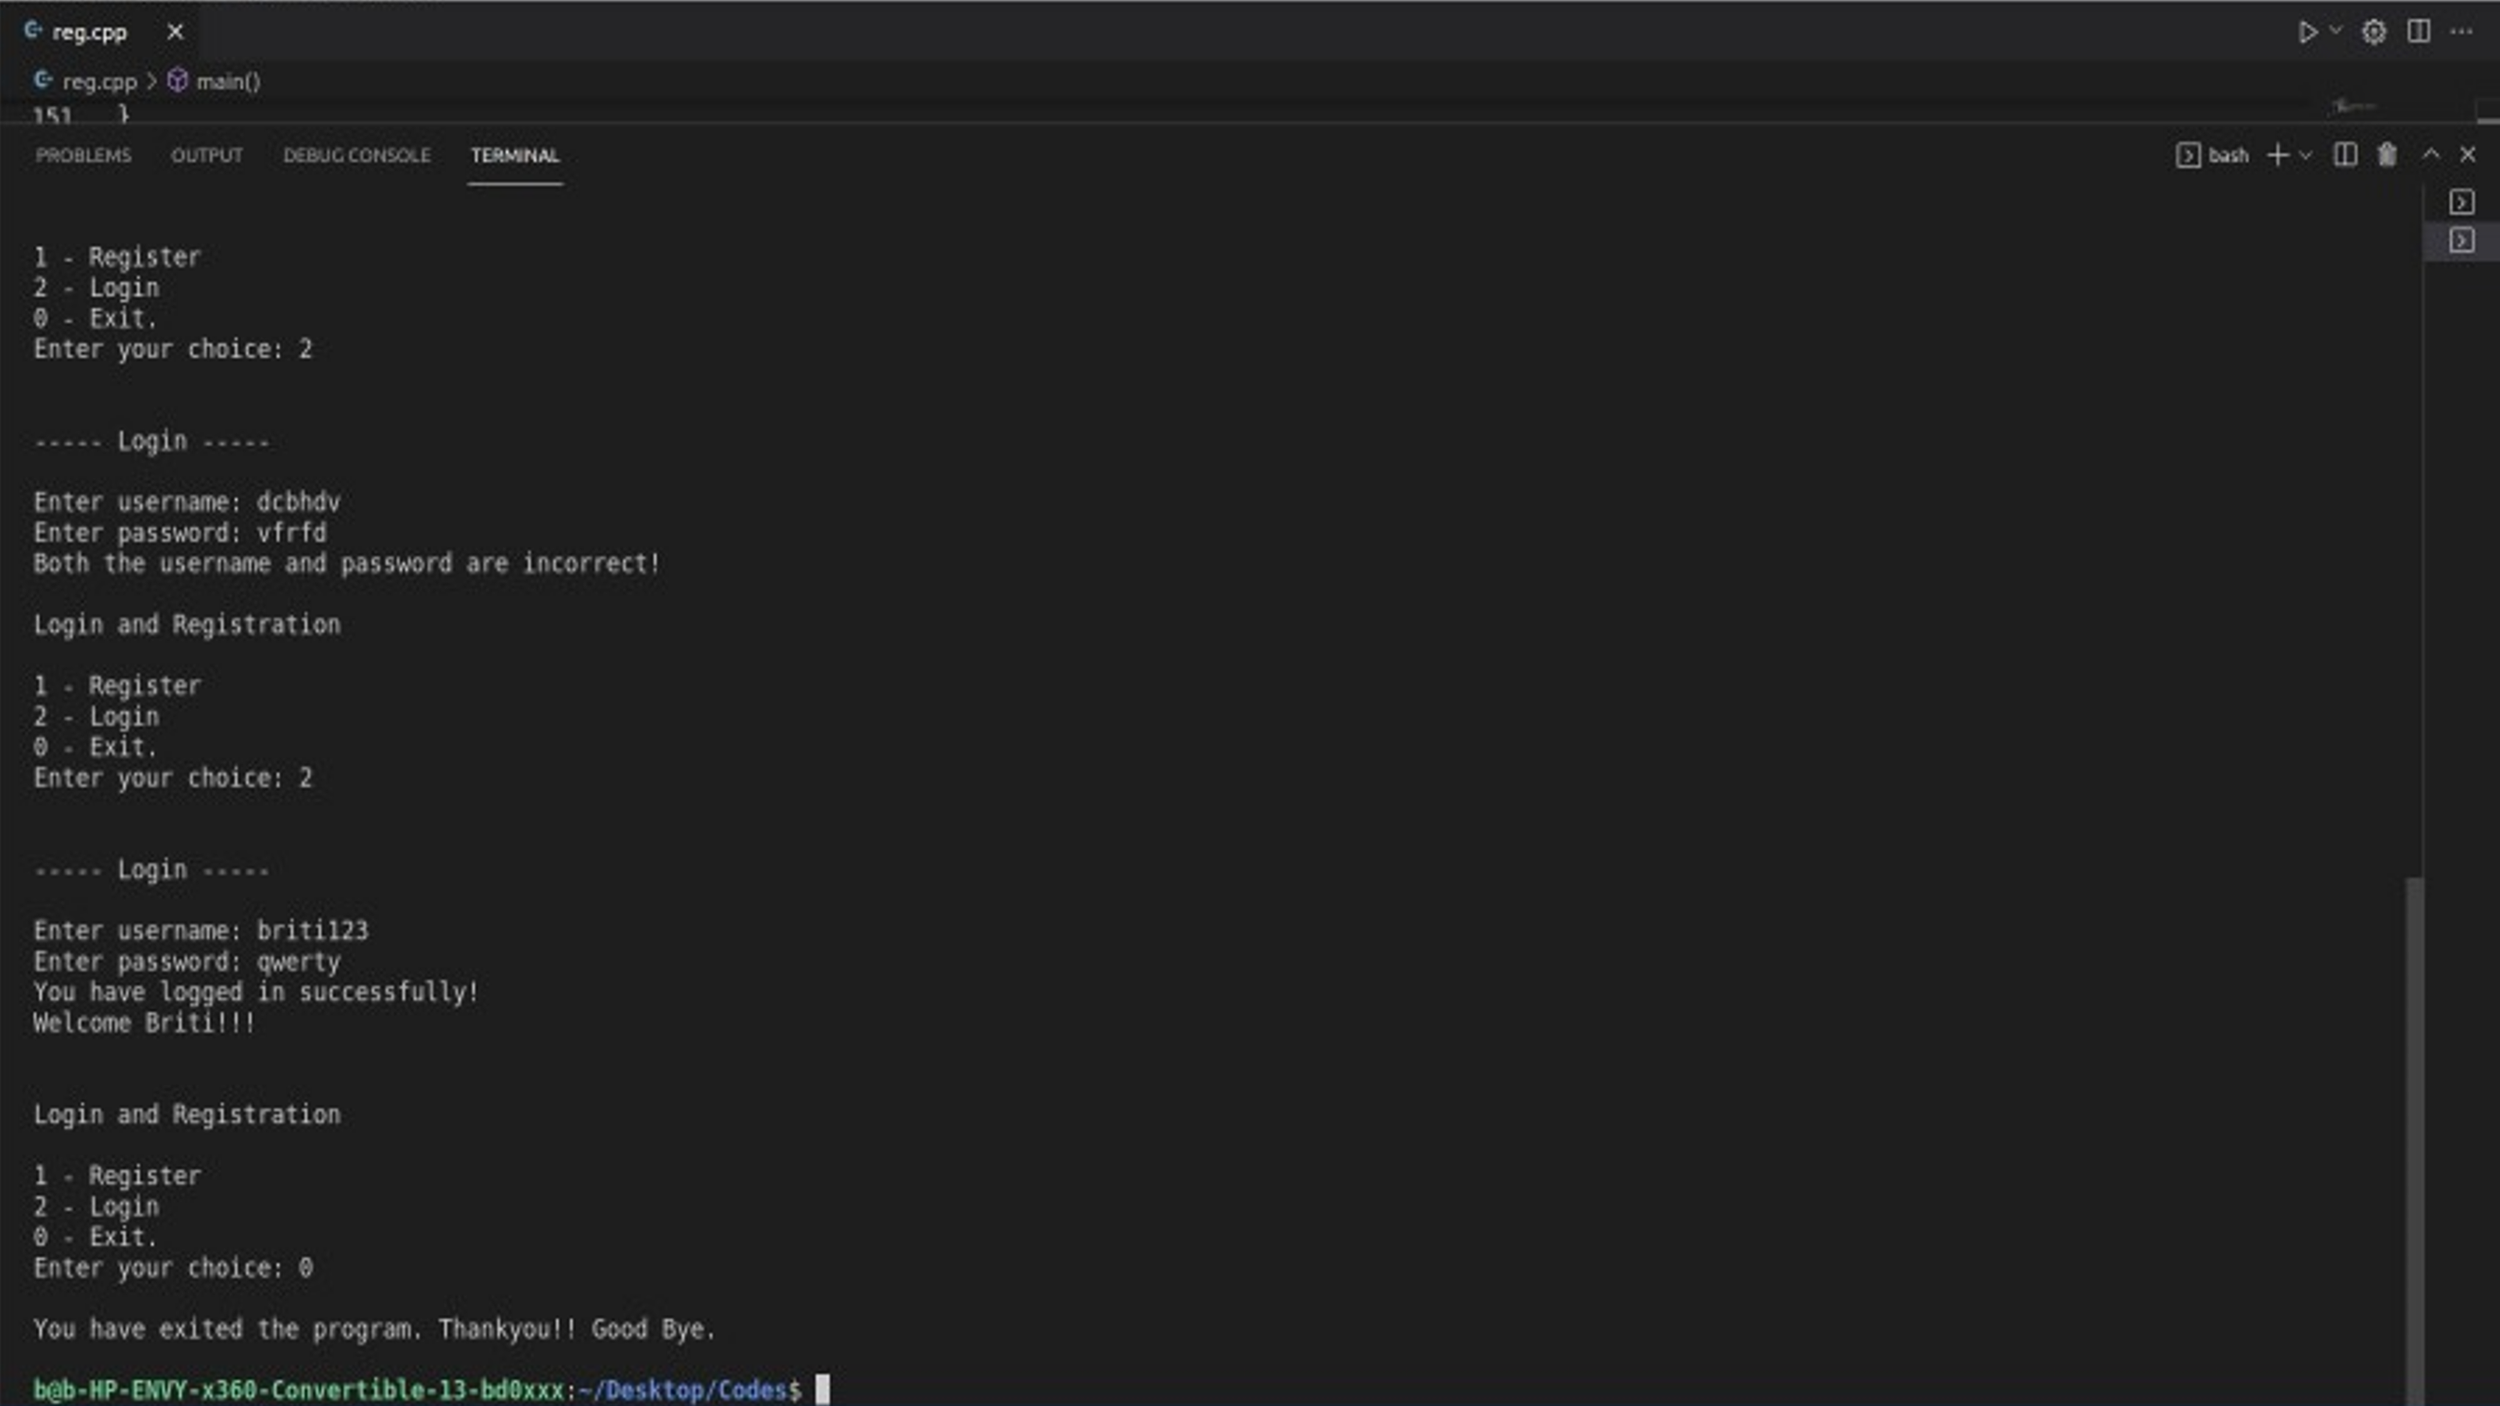 reg.cpp
reg.cpp > main()
151 }
PROBLEMS OUTPUT DEBUG CONSOLE TERMINAL
bash
1 - Register
2 - Login
0 - Exit.
Enter your choice: 2
----- Login -----
Enter username: dcbhdv
Enter password: vfrfd
Both the username and password are incorrect!
Login and Registration
1 - Register
2 - Login
0 - Exit.
Enter your choice: 2
----- Login -----
Enter username: briti123
Enter password: qwerty
You have logged in successfully!
Welcome Briti!!!
Login and Registration
1 - Register
2 - Login
0 - Exit.
Enter your choice: 0
You have exited the program. Thankyou!! Good Bye.
b@b-HP-ENVY-x360-Convertible-13-bd0xxx:~/Desktop/Codes$